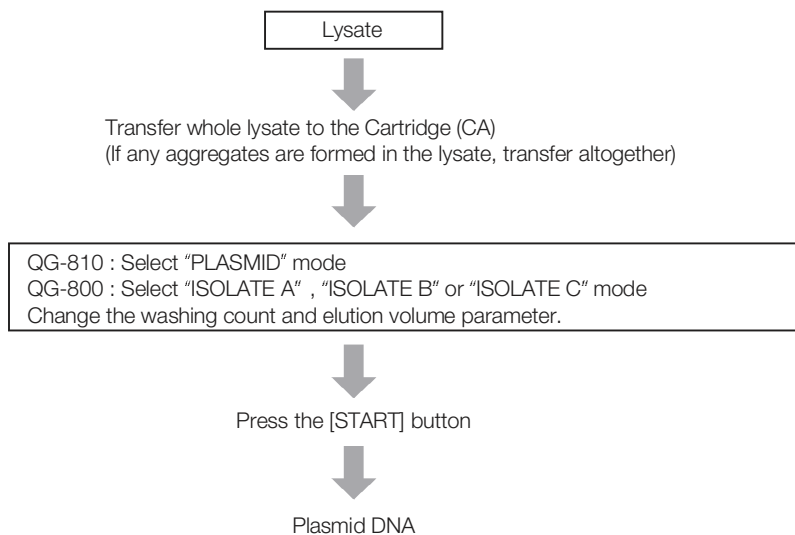 Lysate
Transfer whole lysate to the Cartridge (CA)
(If any aggregates are formed in the lysate, transfer altogether)
QG-810 : Select “PLASMID” mode
QG-800 : Select “ISOLATE A” , “ISOLATE B” or “ISOLATE C” mode
Change the washing count and elution volume parameter.
Press the [START] button
Plasmid DNA